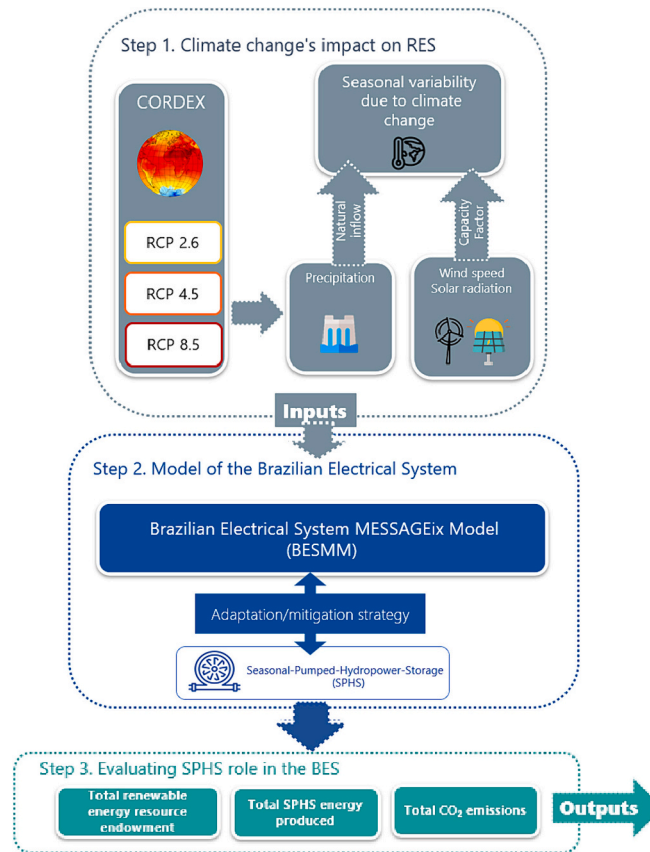 Step 1. Climate change's impact on RES
CORDEX
RCP 2.6
RCP 4.5
RCP 8.5
Seasonal variability
due to climate
change
Natural
inflow
Capacity
Factor
Precipitation
Wind speed
Solar radiation
Inputs
Step 2. Model of the Brazilian Electrical System
Brazilian Electrical System MESSAGEix Model
(BESMM)
Adaptation/mitigation strategy
Seasonal-Pumped-Hydropower-Storage
(SPHS)
Step 3. Evaluating SPHS role in the BES
Total renewable
energy resource
endowment
Total SPHS energy
produced
Total CO₂ emissions
Outputs